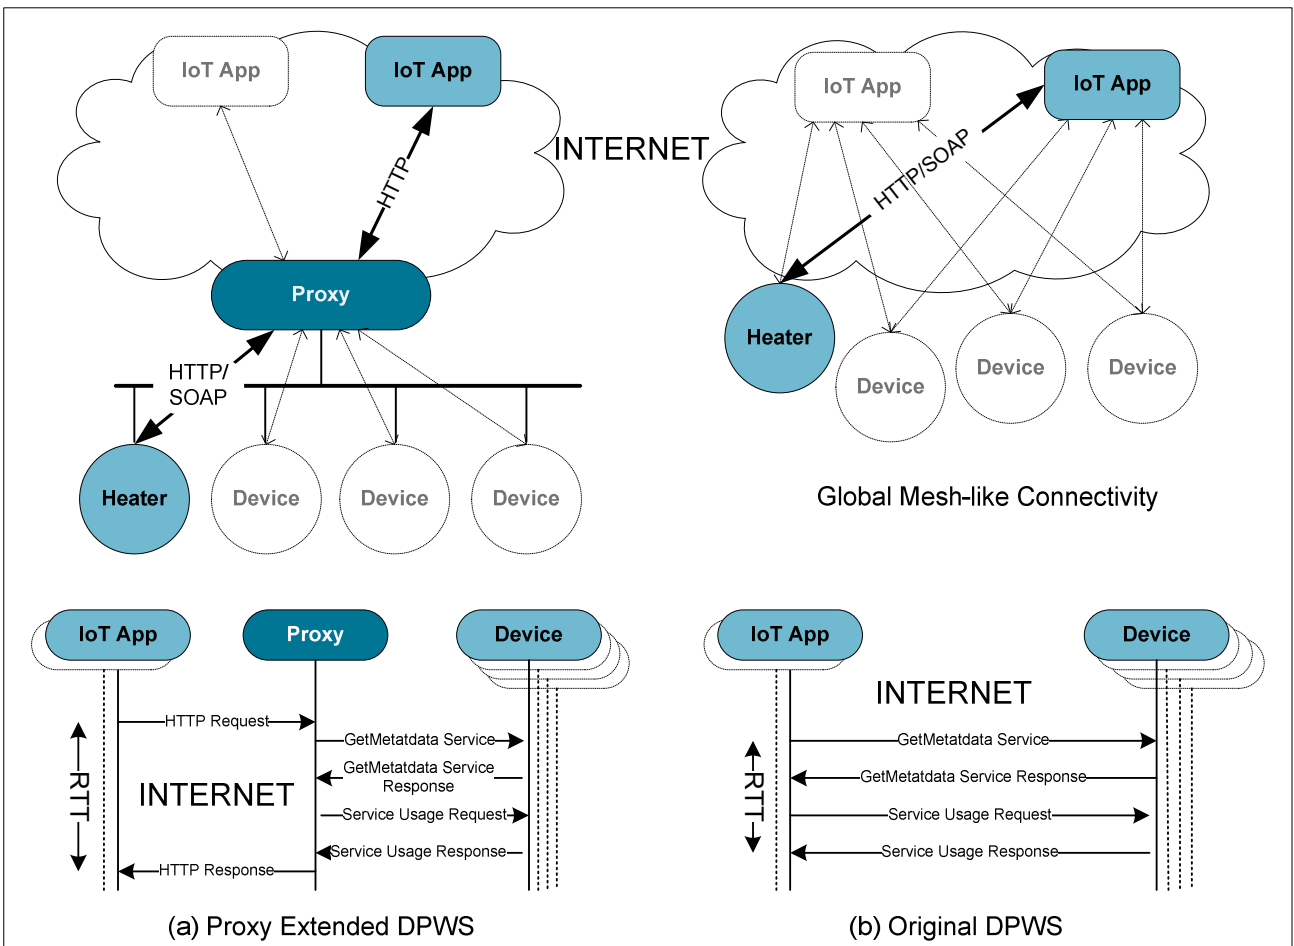 IoT App
IoT App
HTTP
INTERNET
Proxy
HTTP/
SOAP
Heater
Device
Device
Device
IoT App
IoT App
HTTP/SOAP
Heater
Device
Device
Device
Global Mesh-like Connectivity
IoT App
Proxy
Device
HTTP Request
GetMetatdata Service
GetMetatdata Service
Response
Service Usage Request
Service Usage Response
HTTP Response
RTT
INTERNET
(a) Proxy Extended DPWS
IoT App
Device
INTERNET
GetMetatdata Service
GetMetatdata Service Response
Service Usage Request
Service Usage Response
RTT
(b) Original DPWS